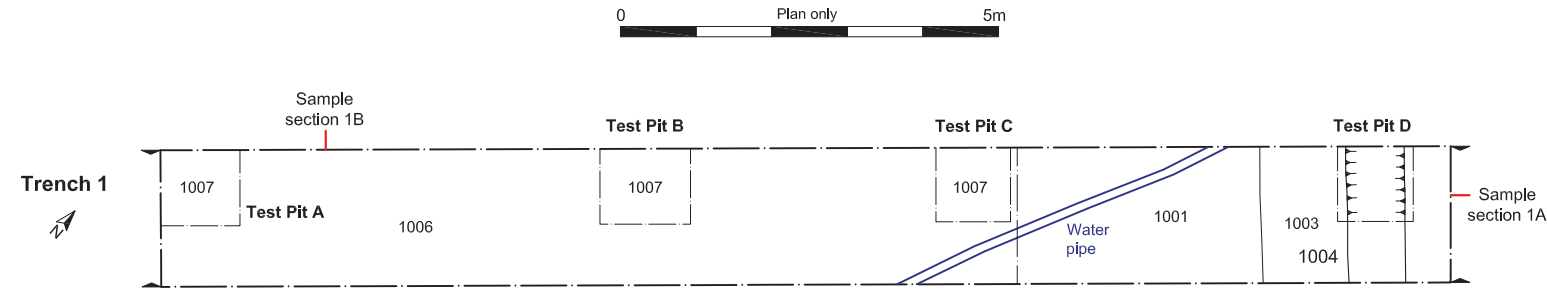 0 Plan only 5m
Sample
section 1B
Test Pit B
Test Pit C
Test Pit D
Trench 1
N
1007
Test Pit A
1006
1007
1007
Water
pipe
1001
1003
1004
Sample
section 1A